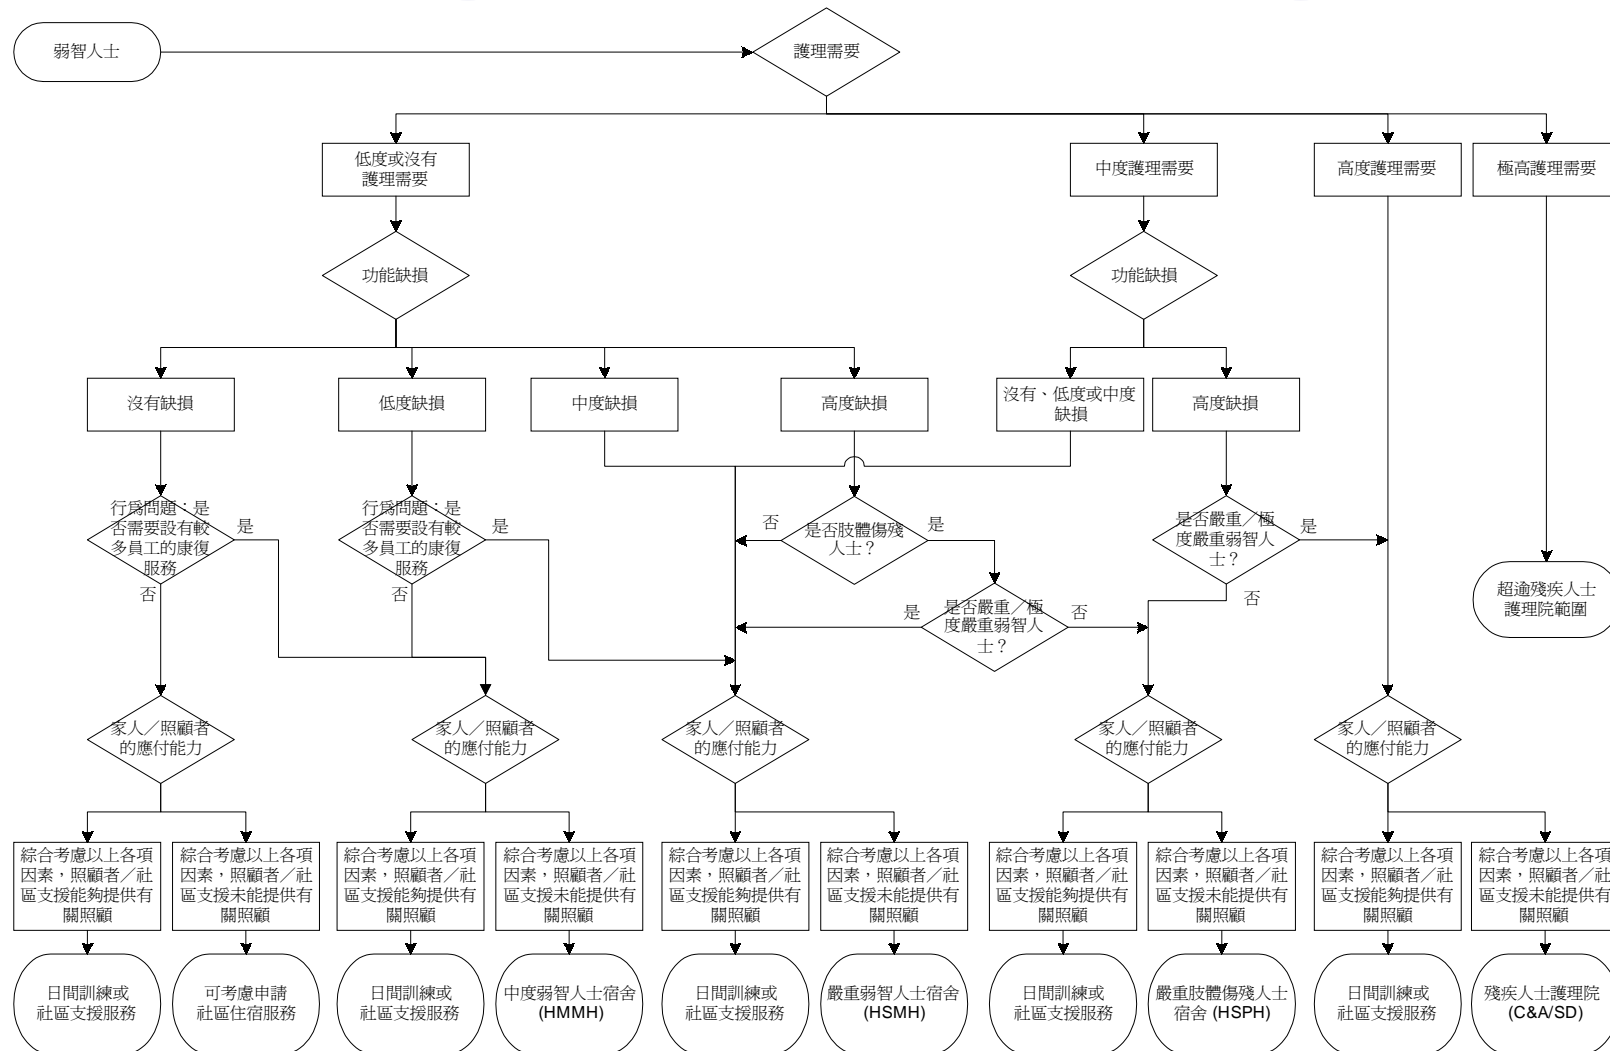 弱智人士
護理需要
低度或沒有
護理需要
中度護理需要
高度護理需要
極高護理需要
功能缺損
功能缺損
沒有缺損
低度缺損
中度缺損
高度缺損
沒有、低度或中度
缺損
高度缺損
行為問題：是
否需要設有較
多員工的康復
服務
是
否
行為問題：是
否需要設有較
多員工的康復
服務
是
否
是否肢體傷殘
人士？
否
是
是否嚴重／極
度嚴重弱智人
士？
是
否
是否嚴重／極
度嚴重弱智人
士？
是
否
超逾殘疾人士
護理院範圍
家人／照顧者
的應付能力
家人／照顧者
的應付能力
家人／照顧者
的應付能力
家人／照顧者
的應付能力
家人／照顧者
的應付能力
綜合考慮以上各項
因素，照顧者／社
區支援能夠提供有
關照顧
綜合考慮以上各項
因素，照顧者／社
區支援未能提供有
關照顧
綜合考慮以上各項
因素，照顧者／社
區支援能夠提供有
關照顧
綜合考慮以上各項
因素，照顧者／社
區支援未能提供有
關照顧
綜合考慮以上各項
因素，照顧者／社
區支援能夠提供有
關照顧
綜合考慮以上各項
因素，照顧者／社
區支援未能提供有
關照顧
綜合考慮以上各項
因素，照顧者／社
區支援能夠提供有
關照顧
綜合考慮以上各項
因素，照顧者／社
區支援未能提供有
關照顧
綜合考慮以上各項
因素，照顧者／社
區支援能夠提供有
關照顧
綜合考慮以上各項
因素，照顧者／社
區支援未能提供有
關照顧
日間訓練或
社區支援服務
可考慮申請
社區住宿服務
日間訓練或
社區支援服務
中度弱智人士宿舍
(HMMH)
日間訓練或
社區支援服務
嚴重弱智人士宿舍
(HSMH)
日間訓練或
社區支援服務
嚴重肢體傷殘人士
宿舍 (HSPH)
日間訓練或
社區支援服務
殘疾人士護理院
(C&A/SD)